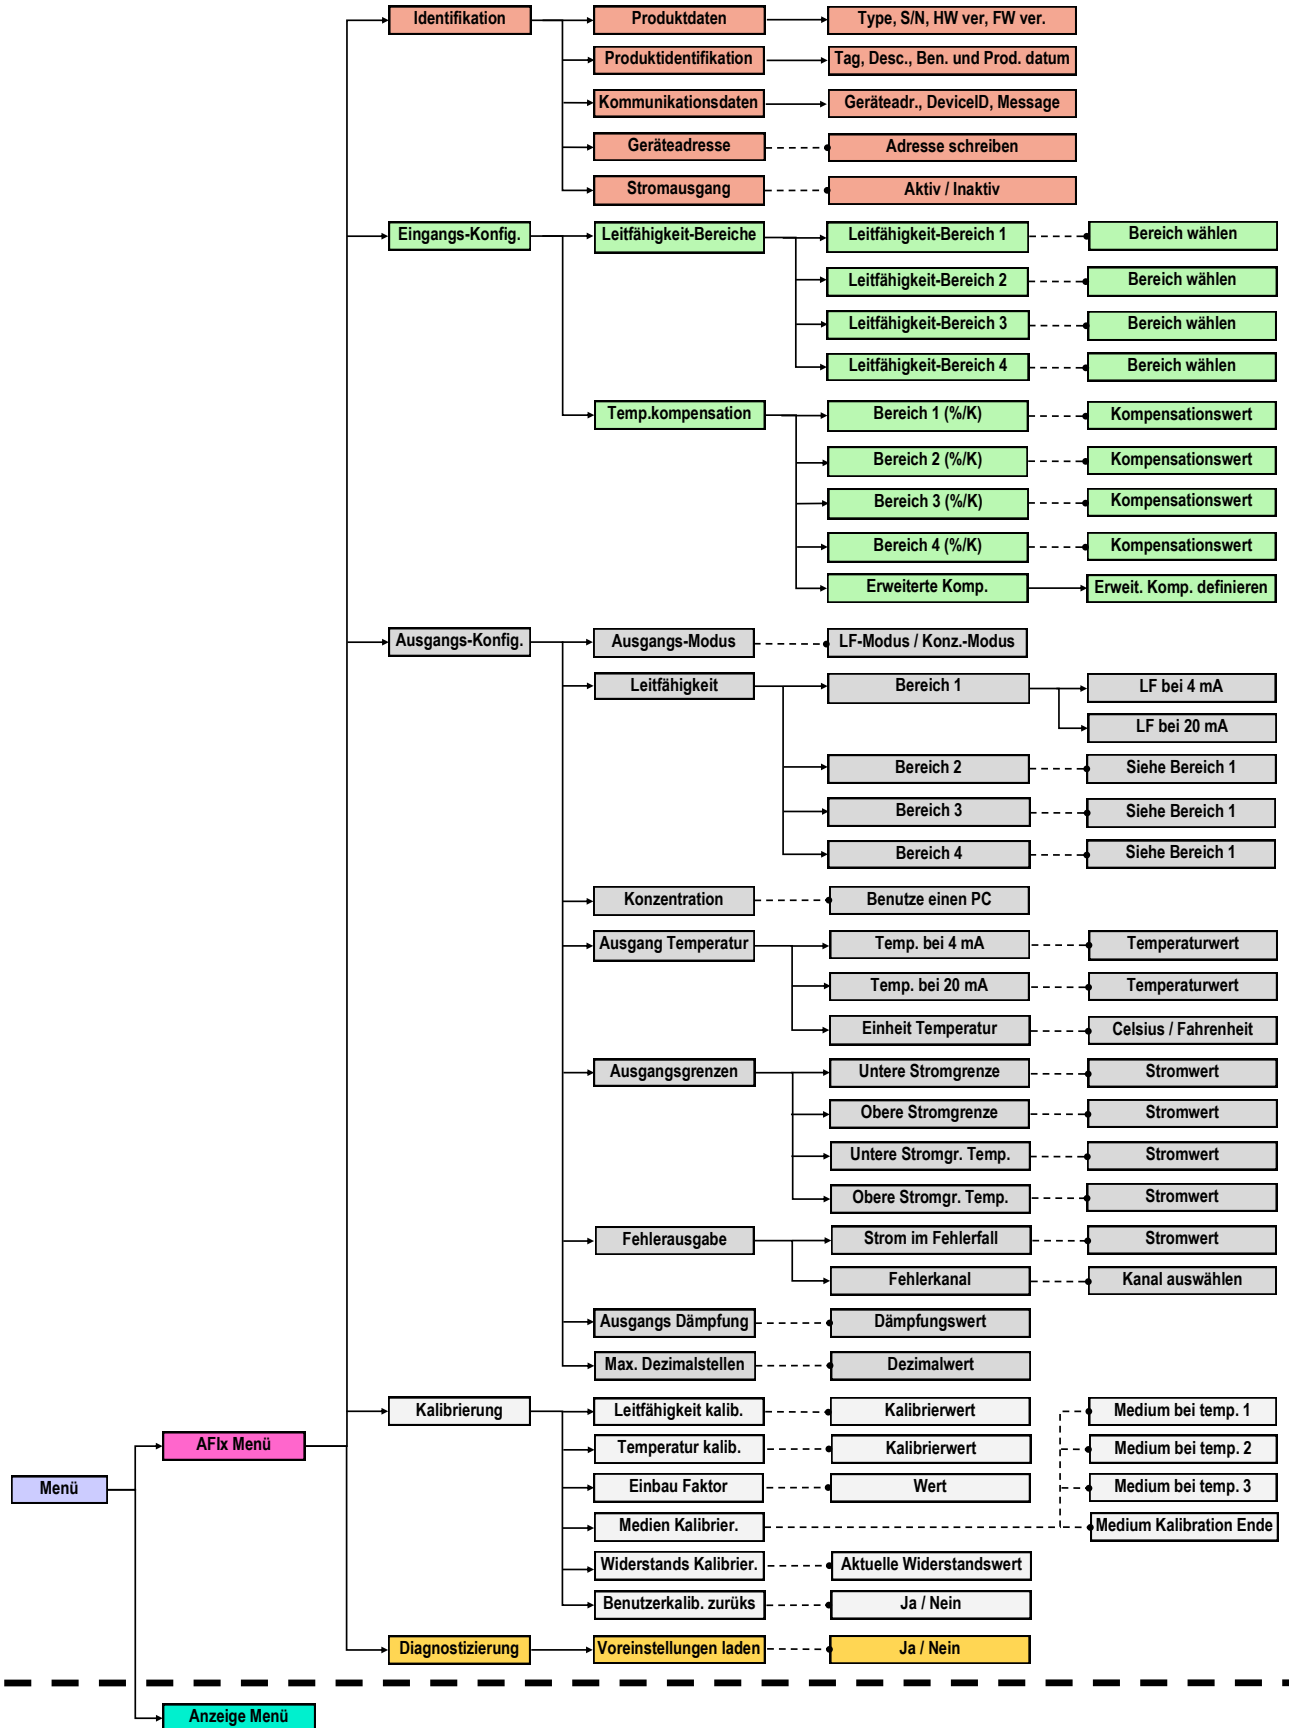 Identifikation
Produktdaten
Type, S/N, HW ver, FW ver.
Produktidentifikation
Tag, Desc., Ben. und Prod. datum
Kommunikationsdaten
Geräteadr., DeviceID, Message
Geräteadresse
Adresse schreiben
Stromausgang
Aktiv / Inaktiv
Eingangs-Konfig.
Leitfähigkeit-Bereiche
Leitfähigkeit-Bereich 1
Bereich wählen
Leitfähigkeit-Bereich 2
Bereich wählen
Leitfähigkeit-Bereich 3
Bereich wählen
Leitfähigkeit-Bereich 4
Bereich wählen
Temp.kompensation
Bereich 1 (%/K)
Kompensationswert
Bereich 2 (%/K)
Kompensationswert
Bereich 3 (%/K)
Kompensationswert
Bereich 4 (%/K)
Kompensationswert
Erweiterte Komp.
Erweit. Komp. definieren
Ausgangs-Konfig.
Ausgangs-Modus
LF-Modus / Konz.-Modus
Leitfähigkeit
Bereich 1
LF bei 4 mA
LF bei 20 mA
Bereich 2
Siehe Bereich 1
Bereich 3
Siehe Bereich 1
Bereich 4
Siehe Bereich 1
Konzentration
Benutze einen PC
Ausgang Temperatur
Temp. bei 4 mA
Temperaturwert
Temp. bei 20 mA
Temperaturwert
Einheit Temperatur
Celsius / Fahrenheit
Ausgangsgrenzen
Untere Stromgrenze
Stromwert
Obere Stromgrenze
Stromwert
Untere Stromgr. Temp.
Stromwert
Obere Stromgr. Temp.
Stromwert
Fehlerausgabe
Strom im Fehlerfall
Stromwert
Fehlerkanal
Kanal auswählen
Ausgangs Dämpfung
Dämpfungswert
Max. Dezimalstellen
Dezimalwert
Kalibrierung
Leitfähigkeit kalib.
Kalibrierwert
Medium bei temp. 1
AFIx Menü
Temperatur kalib.
Kalibrierwert
Medium bei temp. 2
Menü
Einbau Faktor
Wert
Medium bei temp. 3
Medien Kalibrier.
Medium Kalibration Ende
Widerstands Kalibrier.
Aktuelle Widerstandswert
Benutzerkalib. zurüks
Ja / Nein
Diagnostizierung
Voreinstellungen laden
Ja / Nein
Anzeige Menü